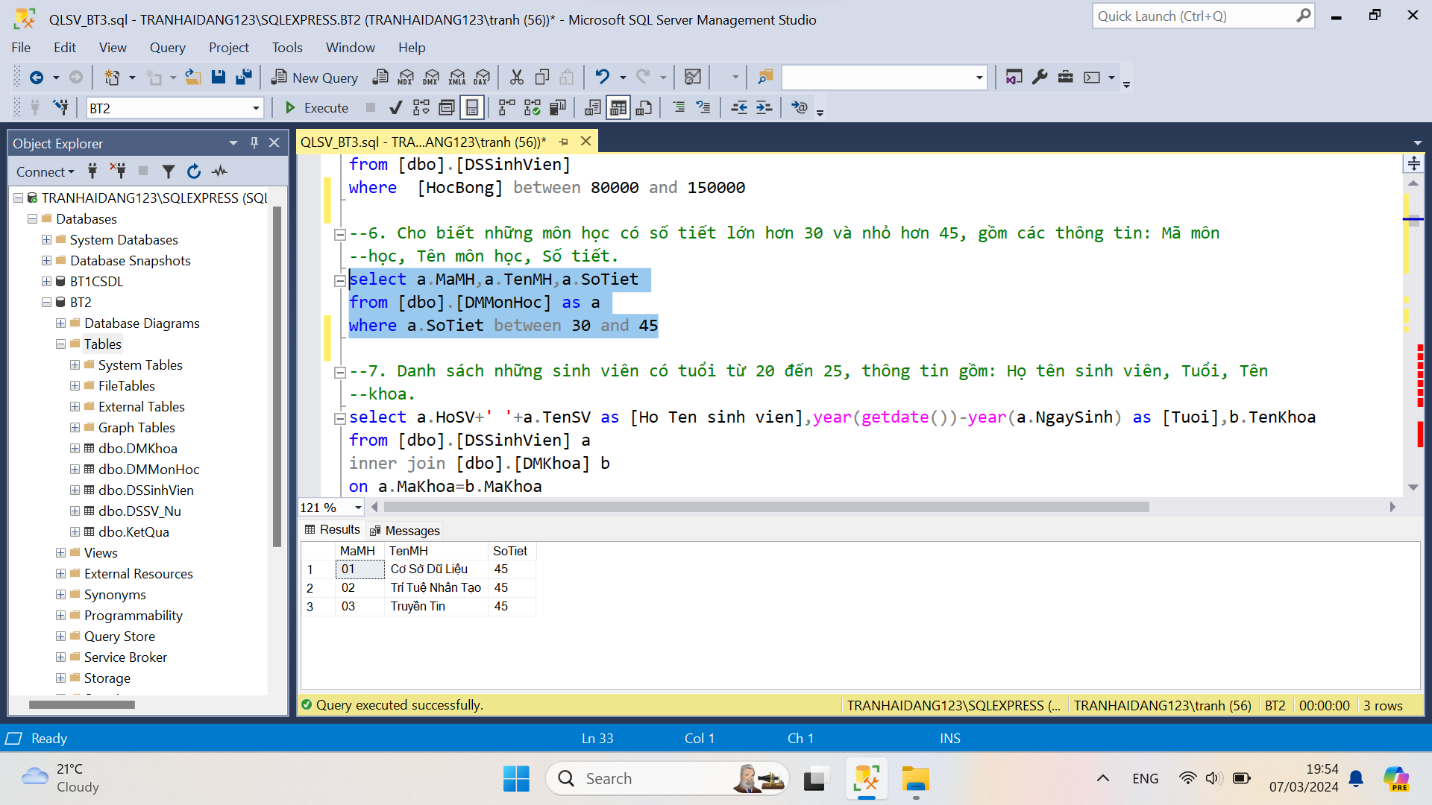 QLSV_BT3.sql - TRANHAIDANG123\SQLEXPRESS.BT2 (TRANHAIDANG123\tranh (56))* - Microsoft SQL Server Management Studio
Quick Launch (Ctrl+Q)
File Edit View Query Project Tools Window Help
New Query MDX DMX XMLA DAX
BT2 Execute
Object Explorer
QLSV_BT3.sql - TRA...ANG123\tranh (56))*
Connect
TRANHAIDANG123\SQLEXPRESS (SQL
Databases
System Databases
Database Snapshots
BT1CSDL
BT2
Database Diagrams
Tables
System Tables
FileTables
External Tables
Graph Tables
dbo.DMKhoa
dbo.DMMonHoc
dbo.DSSinhVien
dbo.DSSV_Nu
dbo.KetQua
Views
External Resources
Synonyms
Programmability
Query Store
Service Broker
Storage
from [dbo].[DSSinhVien]
where  [HocBong] between 80000 and 150000
--6. Cho biết những môn học có số tiết lớn hơn 30 và nhỏ hơn 45, gồm các thông tin: Mã môn
--học, Tên môn học, Số tiết.
select a.MaMH,a.TenMH,a.SoTiet
from [dbo].[DMMonHoc] as a
where a.SoTiet between 30 and 45
--7. Danh sách những sinh viên có tuổi từ 20 đến 25, thông tin gồm: Họ tên sinh viên, Tuổi, Tên
--khoa.
select a.HoSV+' '+a.TenSV as [Ho Ten sinh vien],year(getdate())-year(a.NgaySinh) as [Tuoi],b.TenKhoa
from [dbo].[DSSinhVien] a
inner join [dbo].[DMKhoa] b
on a.MaKhoa=b.MaKhoa
121 %
Results Messages
MaMH TenMH SoTiet
1 01 Cơ Sở Dữ Liệu 45
2 02 Trí Tuệ Nhân Tạo 45
3 03 Truyền Tin 45
Query executed successfully. TRANHAIDANG123\SQLEXPRESS (... TRANHAIDANG123\tranh (56) BT2 00:00:00 3 rows
Ready Ln 33 Col 1 Ch 1 INS
21°C
Cloudy
Search
ENG
19:54
07/03/2024
PRE